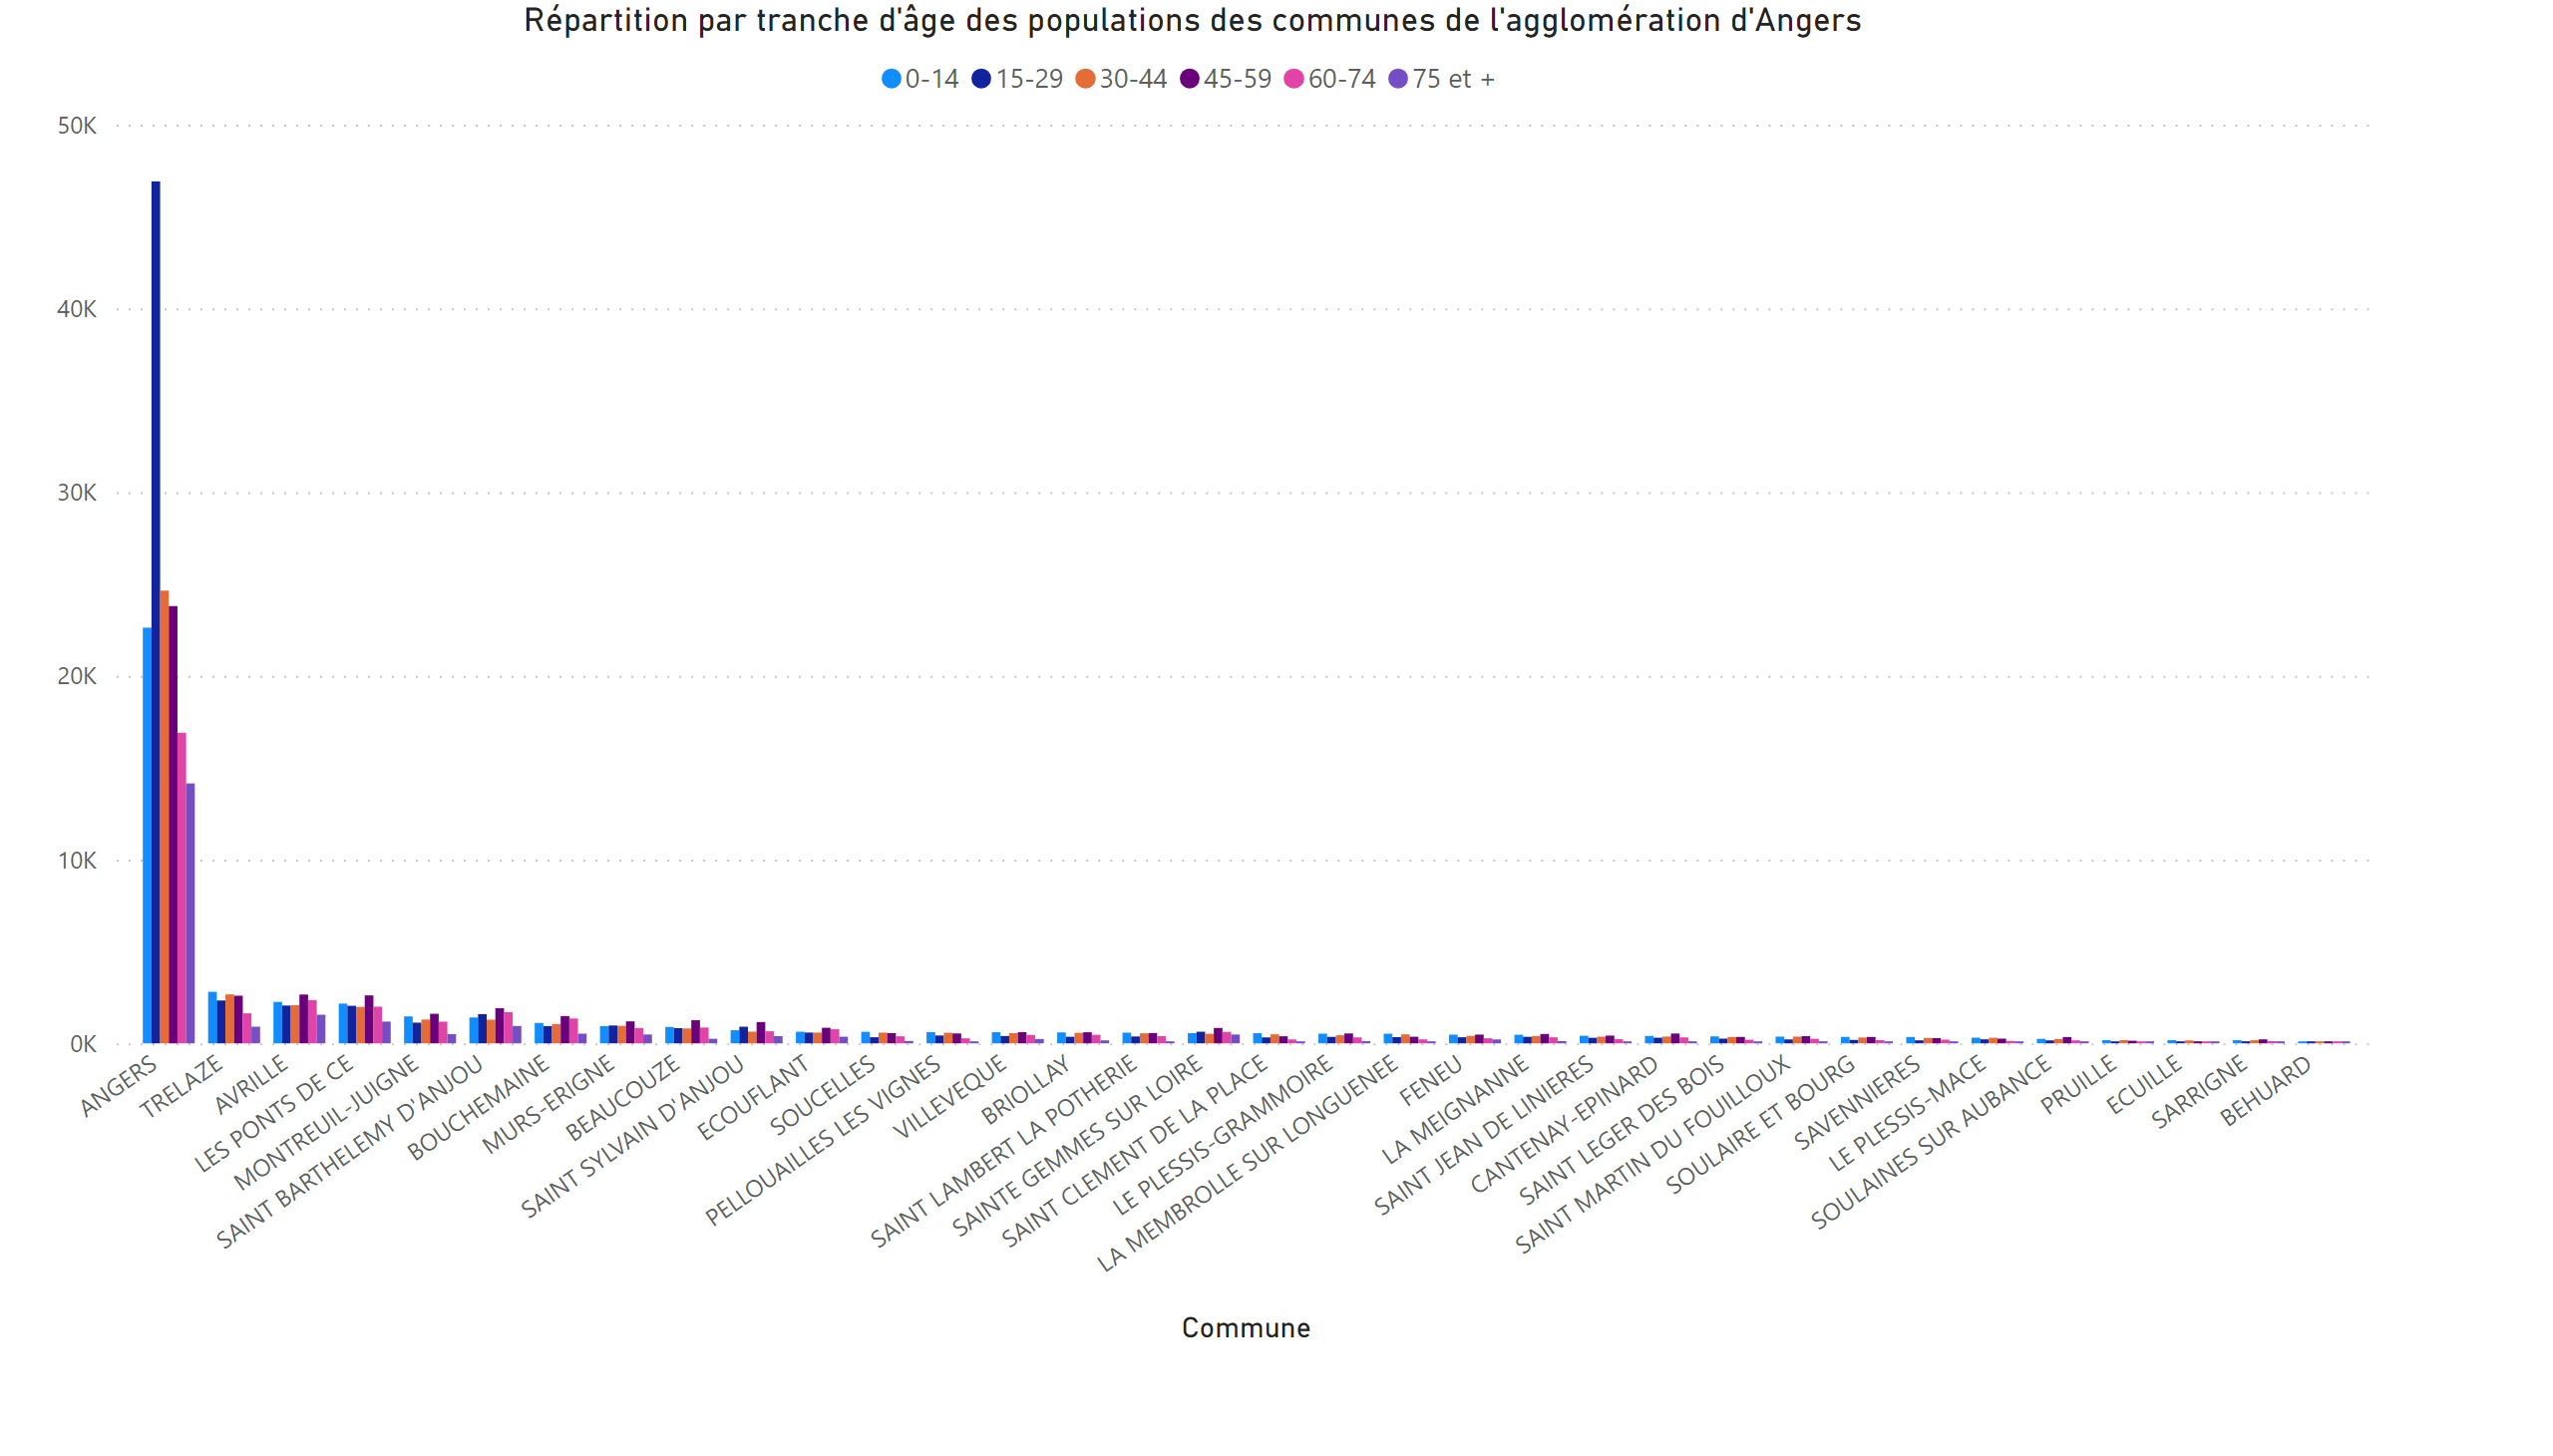 Répartition par tranche d'âge des populations des communes de l'agglomération d'Angers
0-14 15-29 30-44 45-59 60-74 75 et +
50K
40K
30K
20K
10K
0K
ANGERS
TRELAZE
AVRILLE
LES PONTS DE CE
MONTREUIL-JUIGNE
SAINT BARTHELEMY D'ANJOU
BOUCHEMAINE
MURS-ERIGNE
BEAUCOUZE
SAINT SYLVAIN D'ANJOU
ECOUFLANT
SOUCELLES
PELLOUAILLES LES VIGNES
VILLEVEQUE
BRIOLLAY
SAINT LAMBERT LA POTHERIE
SAINTE GEMMES SUR LOIRE
SAINT CLEMENT DE LA PLACE
LE PLESSIS-GRAMMOIRE
LA MEMBROLLE SUR LONGUENEE
FENEU
LA MEIGNANNE
SAINT JEAN DE LINIERES
CANTENAY-EPINARD
SAINT LEGER DES BOIS
SAINT MARTIN DU FOUILLOUX
SOULAIRE ET BOURG
SAVENNIERES
LE PLESSIS-MACE
SOULAINES SUR AUBANCE
PRUILLE
ECUILLE
SARRIGNE
BEHUARD
Commune